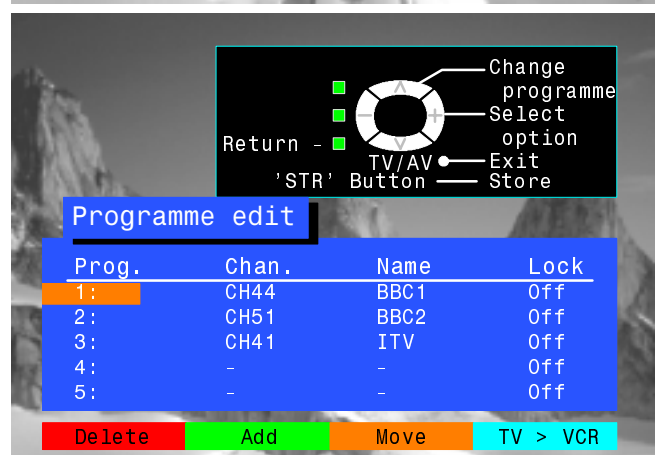 Change
programme
Select
option
Return -
TV/AV Exit
'STR' Button Store
Programme edit
Prog. Chan. Name Lock
1: CH44 BBC1 Off
2: CH51 BBC2 Off
3: CH41 ITV Off
4: - - Off
5: - - Off
Delete Add Move TV > VCR